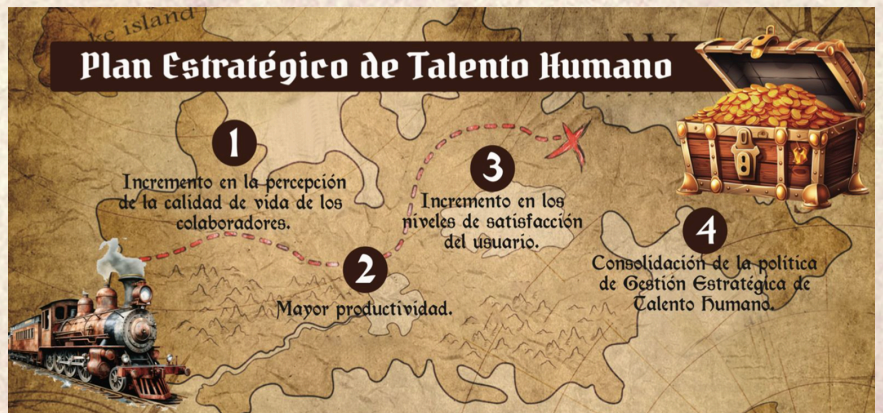 ke island
Plan Estratégico de Talento Humano
1
Incremento en la percepción
de la calidad de vida de los
colaboradores.
2
Mayor productividad.
3
Incremento en los
niveles de satisfacción
del usuario.
4
Consolidación de la política
de Gestión Estratégica de
Talento Humano.